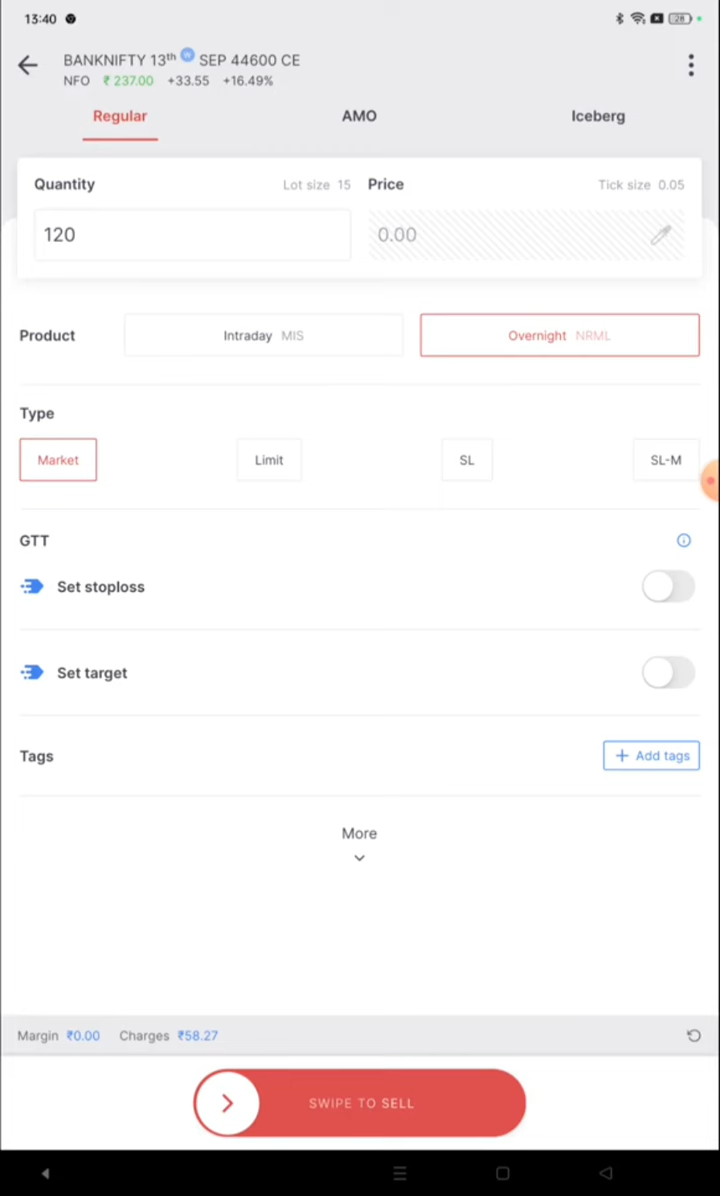 13:40
28
BANKNIFTY 13th W SEP 44600 CE
NFO ₹ 237.00 +33.55 +16.49%
Regular AMO Iceberg
Quantity Lot size 15 Price Tick size 0.05
120 0.00
Product Intraday MIS Overnight NRML
Type
Market Limit SL SL-M
GTT
Set stoploss
Set target
Tags + Add tags
More
Margin ₹0.00 Charges ₹58.27
SWIPE TO SELL